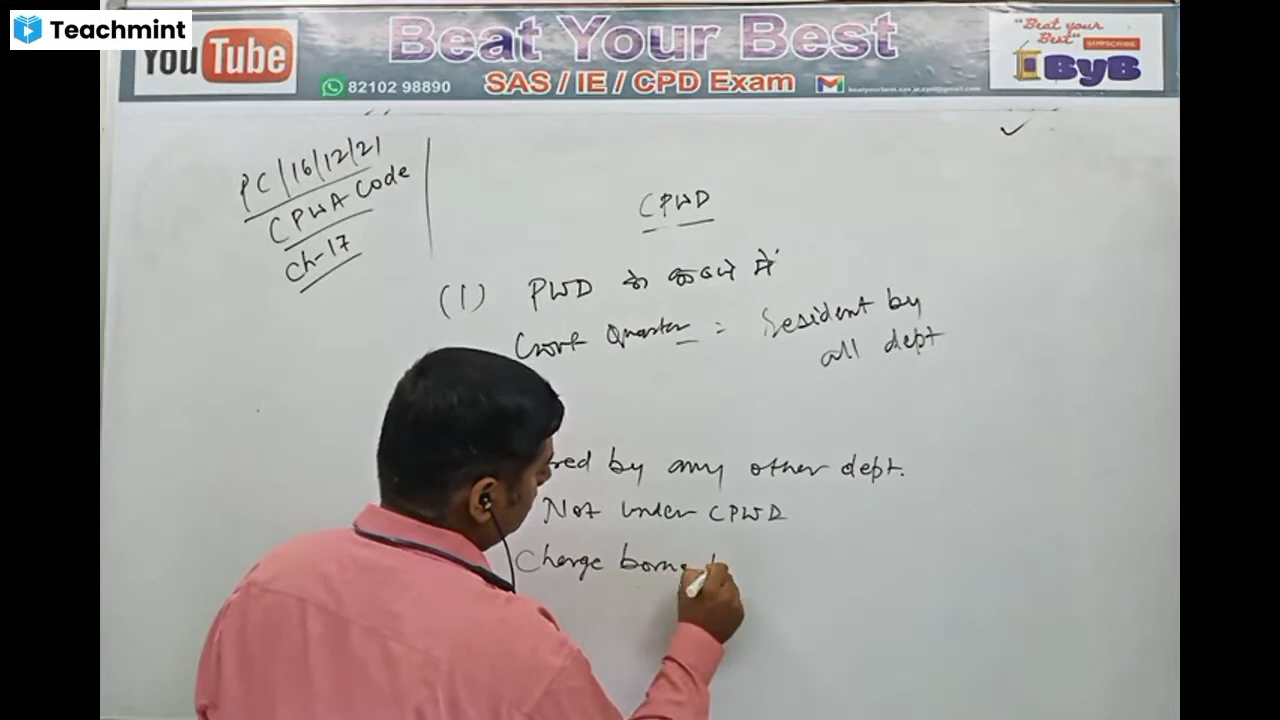 Teachmint
YouTube
Beat Your Best
82102 98890
SAS / IE / CPD Exam
"Beat your
Best"
SUBSCRIBE
ByB
PC/16/12/21
CPWA Code
Ch-17
CPWD
(1) PWD के कब्जे में
Govt Quarter = Resident by
all dept
red by any other dept.
Not under CPWD
Charge borne